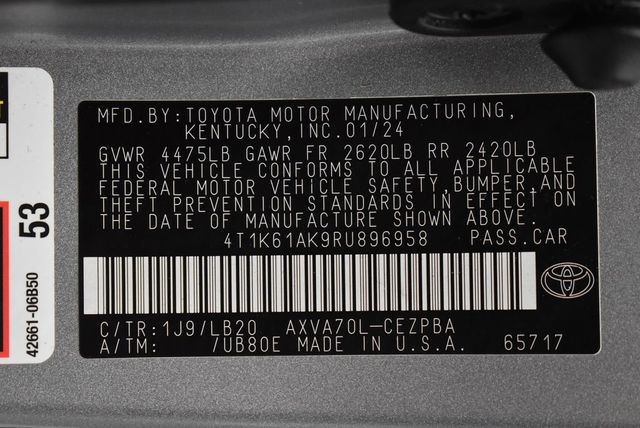 MFD.BY:TOYOTA MOTOR MANUFACTURING,
KENTUCKY,INC.01/24
GVWR 4475LB GAWR FR 2620LB RR 2420LB
THIS VEHICLE CONFORMS TO ALL APPLICABLE
FEDERAL MOTOR VEHICLE SAFETY,BUMPER,AND
THEFT PREVENTION STANDARDS IN EFFECT ON
THE DATE OF MANUFACTURE SHOWN ABOVE.
4T1K61AK9RU896958 PASS.CAR
C/TR:1J9/LB20 AXVA70L-CEZPBA
A/TM: /UB80E MADE IN U.S.A. 65717
53
42661-06B50